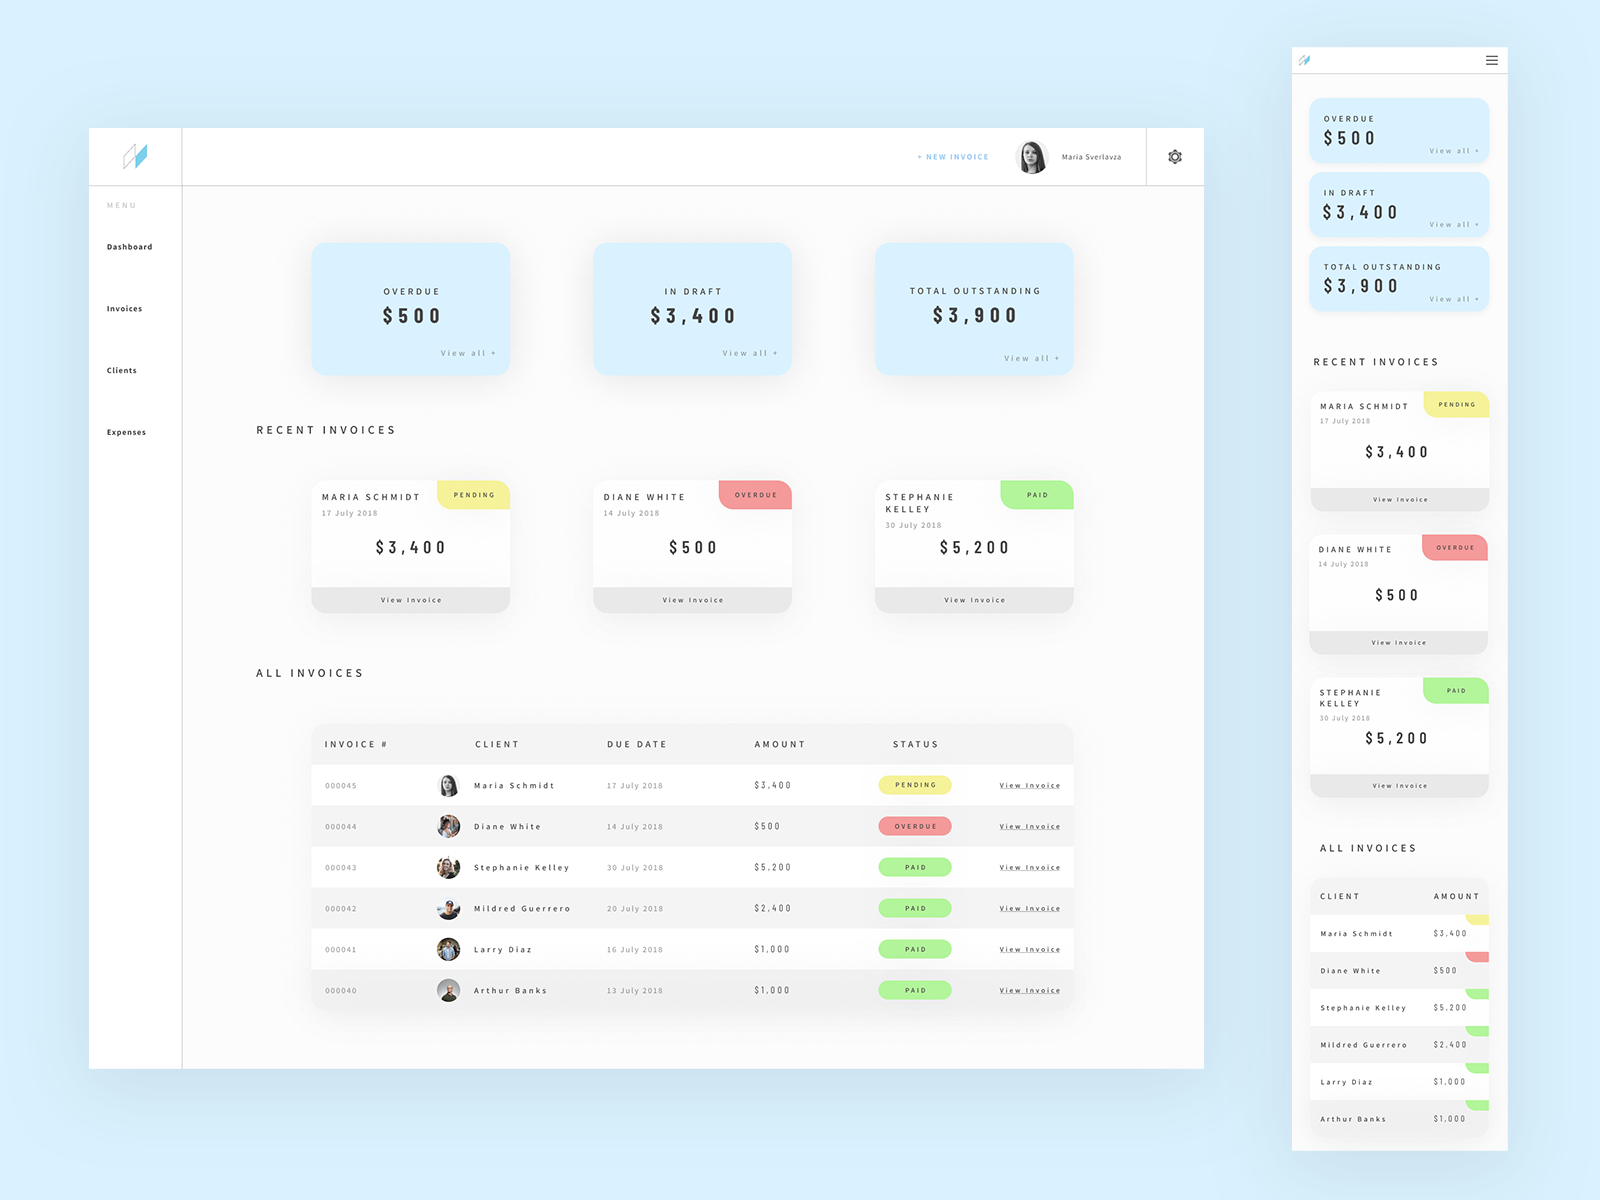 + NEW INVOICE
Maria Sverlavza
MENU
Dashboard
Invoices
Clients
Expenses
OVERDUE
$500
View all +
IN DRAFT
$3,400
View all +
TOTAL OUTSTANDING
$3,900
View all +
RECENT INVOICES
MARIA SCHMIDT
PENDING
17 July 2018
$3,400
View Invoice
DIANE WHITE
OVERDUE
14 July 2018
$500
View Invoice
STEPHANIE
KELLEY
PAID
30 July 2018
$5,200
View Invoice
ALL INVOICES
INVOICE # CLIENT DUE DATE AMOUNT STATUS
000045 Maria Schmidt 17 July 2018 $3,400 PENDING View Invoice
000044 Diane White 14 July 2018 $500 OVERDUE View Invoice
000043 Stephanie Kelley 30 July 2018 $5,200 PAID View Invoice
000042 Mildred Guerrero 20 July 2018 $2,400 PAID View Invoice
000041 Larry Diaz 16 July 2018 $1,000 PAID View Invoice
000040 Arthur Banks 13 July 2018 $1,000 PAID View Invoice
OVERDUE
$500
View all +
IN DRAFT
$3,400
View all +
TOTAL OUTSTANDING
$3,900
View all +
RECENT INVOICES
MARIA SCHMIDT
PENDING
17 July 2018
$3,400
View Invoice
DIANE WHITE
OVERDUE
14 July 2018
$500
View Invoice
STEPHANIE
KELLEY
PAID
30 July 2018
$5,200
View Invoice
ALL INVOICES
CLIENT AMOUNT
Maria Schmidt $3,400
Diane White $500
Stephanie Kelley $5,200
Mildred Guerrero $2,400
Larry Diaz $1,000
Arthur Banks $1,000